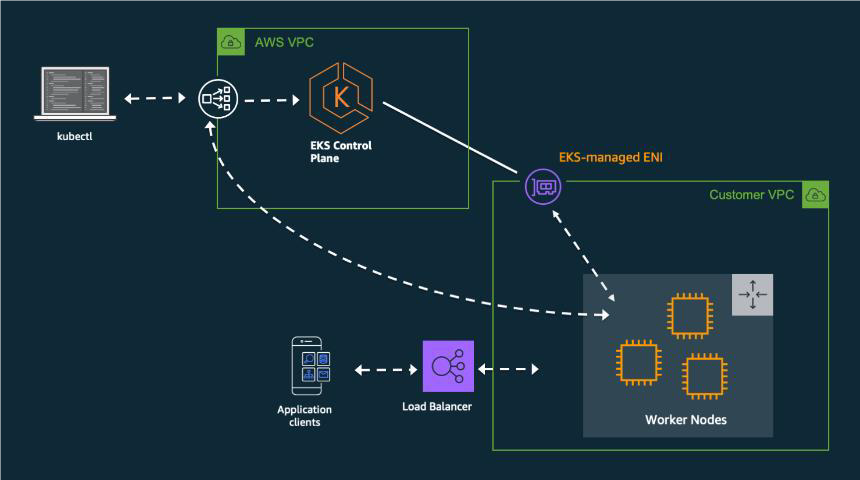 AWS VPC
kubectl
K
EKS Control
Plane
EKS-managed ENI
Customer VPC
Application
clients
Load Balancer
Worker Nodes